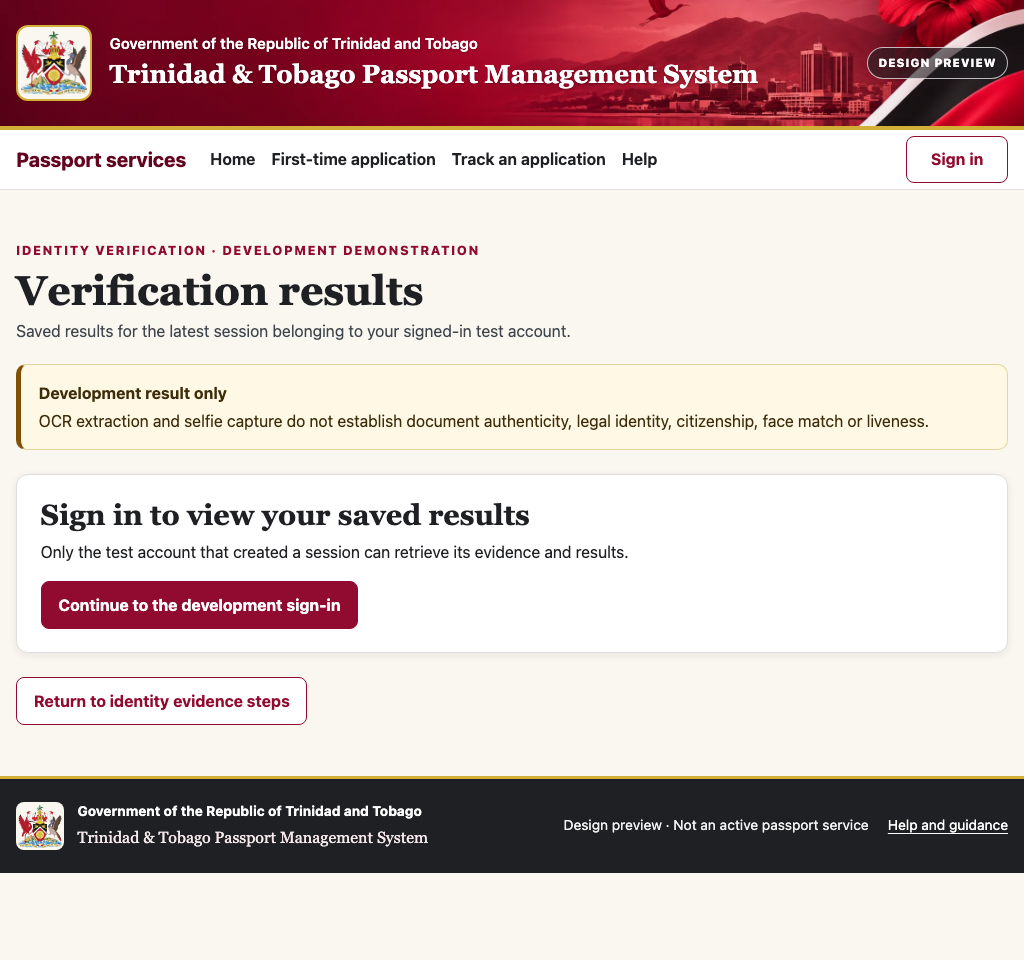 Government of the Republic of Trinidad and Tobago
Trinidad & Tobago Passport Management System
DESIGN PREVIEW
Passport services
Home
First-time application
Track an application
Help
Sign in
IDENTITY VERIFICATION · DEVELOPMENT DEMONSTRATION
Verification results
Saved results for the latest session belonging to your signed-in test account.
Development result only
OCR extraction and selfie capture do not establish document authenticity, legal identity, citizenship, face match or liveness.
Sign in to view your saved results
Only the test account that created a session can retrieve its evidence and results.
Continue to the development sign-in
Return to identity evidence steps
Government of the Republic of Trinidad and Tobago
Trinidad & Tobago Passport Management System
Design preview · Not an active passport service
Help and guidance